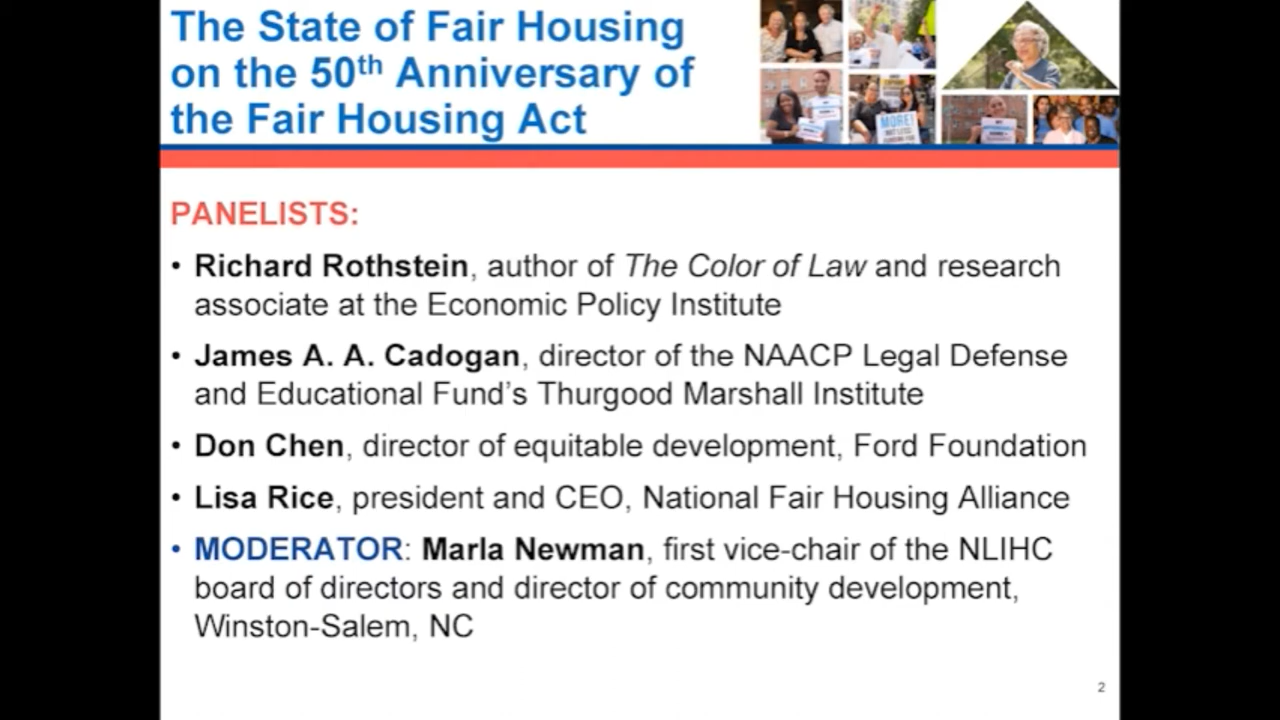 The State of Fair Housing
on the 50th Anniversary of
the Fair Housing Act
MORE!
PANELISTS:
• Richard Rothstein, author of The Color of Law and research
associate at the Economic Policy Institute
• James A. A. Cadogan, director of the NAACP Legal Defense
and Educational Fund’s Thurgood Marshall Institute
• Don Chen, director of equitable development, Ford Foundation
• Lisa Rice, president and CEO, National Fair Housing Alliance
• MODERATOR: Marla Newman, first vice-chair of the NLIHC
board of directors and director of community development,
Winston-Salem, NC
2